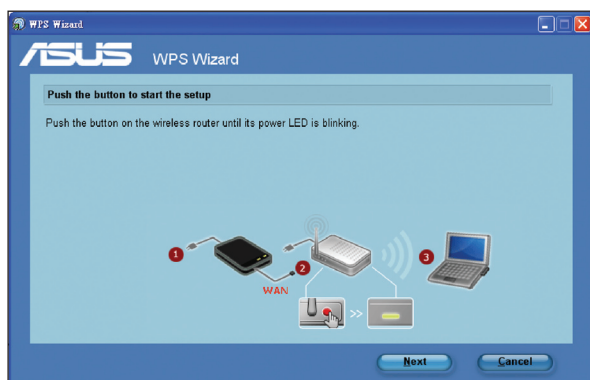 WPS Wizard
ASUS WPS Wizard
Push the button to start the setup
Push the button on the wireless router until its power LED is blinking.
1
2
3
WAN
>>
Next
Cancel